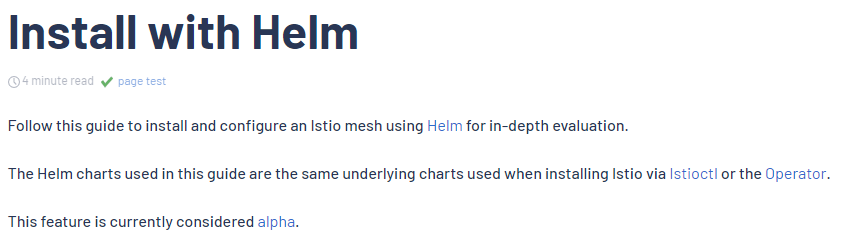 Install with Helm
4 minute read page test
Follow this guide to install and configure an Istio mesh using Helm for in-depth evaluation.
The Helm charts used in this guide are the same underlying charts used when installing Istio via Istioctl or the Operator.
This feature is currently considered alpha.